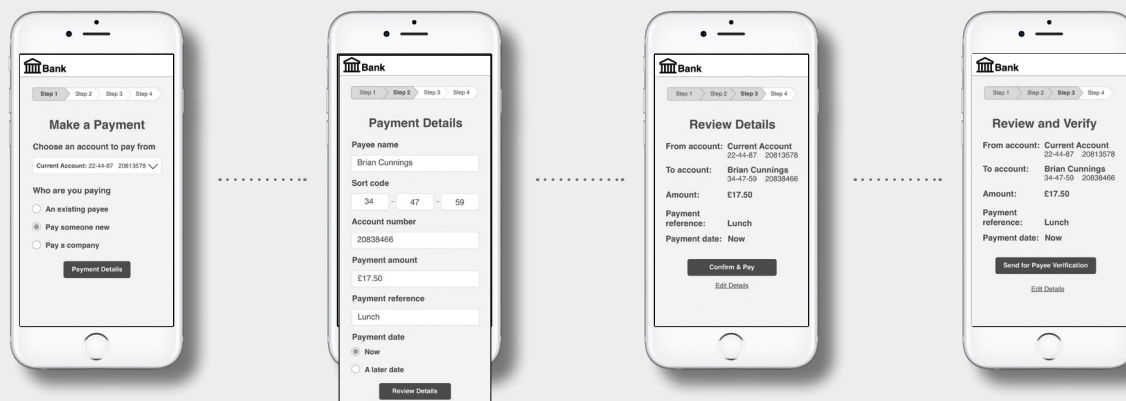 Bank
Step 1 Step 2 Step 3 Step 4
Make a Payment
Choose an account to pay from
Current Account: 22-44-87 20813578
Who are you paying
An existing payee
Pay someone new
Pay a company
Payment Details
Bank
Step 1 Step 2 Step 3 Step 4
Payment Details
Payee name
Brian Cunnings
Sort code
34 - 47 - 59
Account number
20838466
Payment amount
£17.50
Payment reference
Lunch
Payment date
Now
A later date
Review Details
Bank
Step 1 Step 2 Step 3 Step 4
Review Details
From account: Current Account
22-44-87 20813578
To account: Brian Cunnings
34-47-59 20838466
Amount: £17.50
Payment
reference: Lunch
Payment date: Now
Confirm & Pay
Edit Details
Bank
Step 1 Step 2 Step 3 Step 4
Review and Verify
From account: Current Account
22-44-87 20813578
To account: Brian Cunnings
34-47-59 20838466
Amount: £17.50
Payment
reference: Lunch
Payment date: Now
Send for Payee Verification
Edit Details